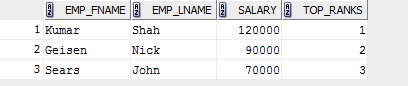 EMP_FNAME EMP_LNAME SALARY TOP_RANKS
1 Kumar Shah 120000 1
2 Geisen Nick 90000 2
3 Sears John 70000 3